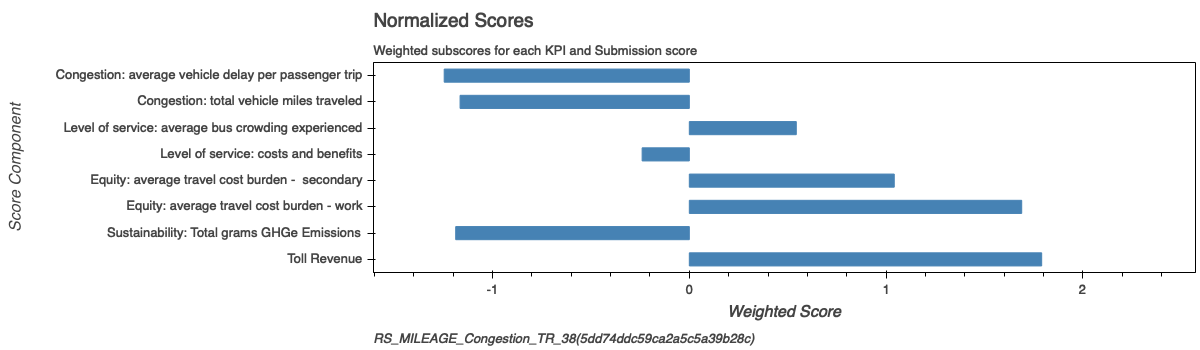 Normalized Scores
Weighted subscores for each KPI and Submission score
Score Component
Congestion: average vehicle delay per passenger trip
Congestion: total vehicle miles traveled
Level of service: average bus crowding experienced
Level of service: costs and benefits
Equity: average travel cost burden -  secondary
Equity: average travel cost burden - work
Sustainability: Total grams GHGe Emissions
Toll Revenue
-1 0 1 2
Weighted Score
RS_MILEAGE_Congestion_TR_38(5dd74ddc59ca2a5c5a39b28c)